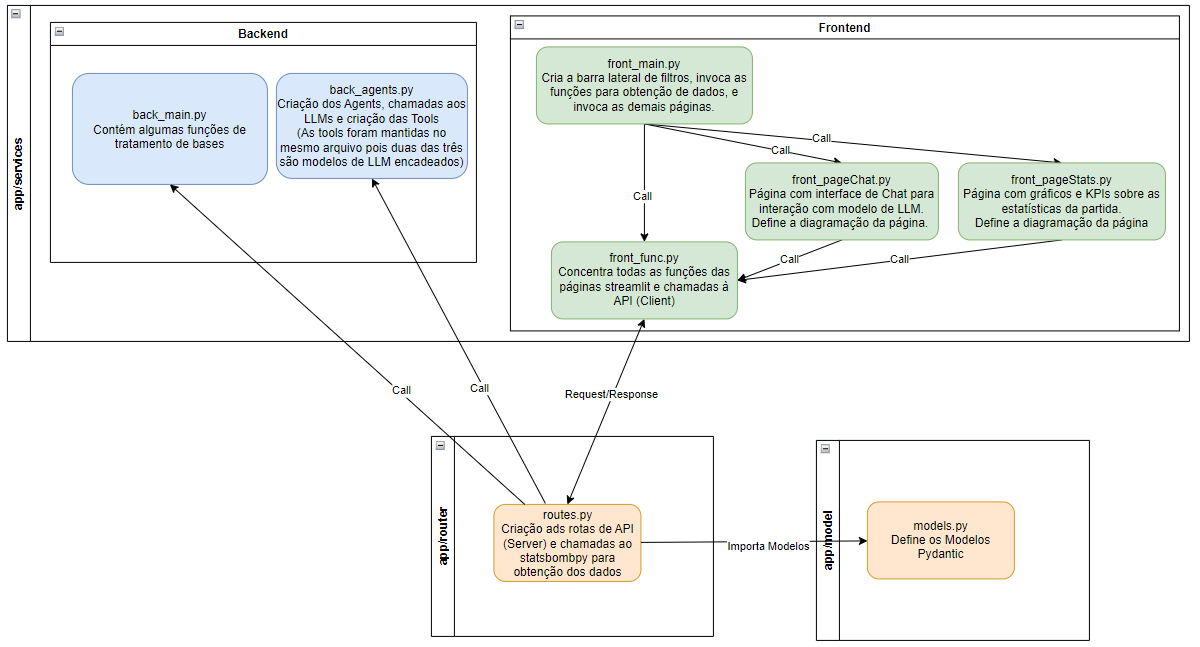 app/services
Backend
back_main.py
Contém algumas funções de
tratamento de bases
back_agents.py
Criação dos Agents, chamadas aos
LLMs e criação das Tools
(As tools foram mantidas no
mesmo arquivo pois duas das três
são modelos de LLM encadeados)
Frontend
front_main.py
Cria a barra lateral de filtros, invoca as
funções para obtenção de dados, e
invoca as demais páginas.
Call
Call
Call
front_pageChat.py
Página com interface de Chat para
interação com modelo de LLM.
Define a diagramação da página.
front_pageStats.py
Página com gráficos e KPIs sobre as
estatísticas da partida.
Define a diagramação da página
front_func.py
Concentra todas as funções das
páginas streamlit e chamadas à
API (Client)
Call
Call
Call
Call
Request/Response
app/router
routes.py
Criação ads rotas de API
(Server) e chamadas ao
statsbombpy para
obtenção dos dados
Importa Modelos
app/model
models.py
Define os Modelos
Pydantic